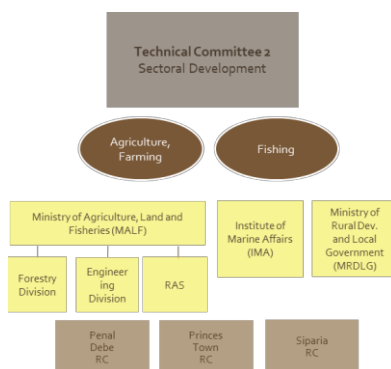 Technical Committee 2
Sectoral Development
Agriculture,
Farming
Fishing
Ministry of Agriculture, Land and
Fisheries (MALF)
Institute of
Marine Affairs
(IMA)
Ministry of
Rural Dev.
and Local
Government
(MRDLG)
Forestry
Division
Engineer
ing
Division
RAS
Penal
Debe
RC
Princes
Town
RC
Siparia
RC